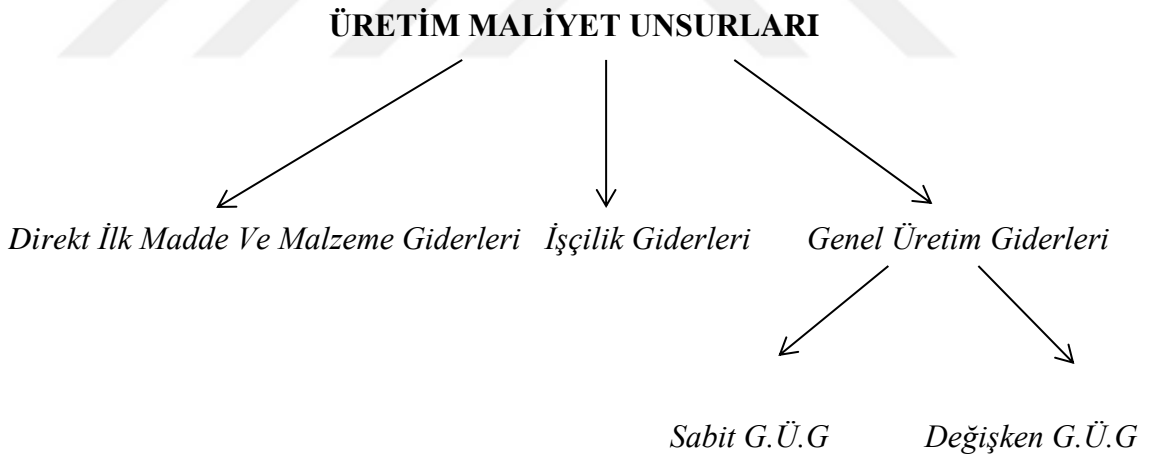 ÜRETİM MALİYET UNSURLARI
Direkt İlk Madde Ve Malzeme Giderleri İşçilik Giderleri Genel Üretim Giderleri
Sabit G.Ü.G Değişken G.Ü.G